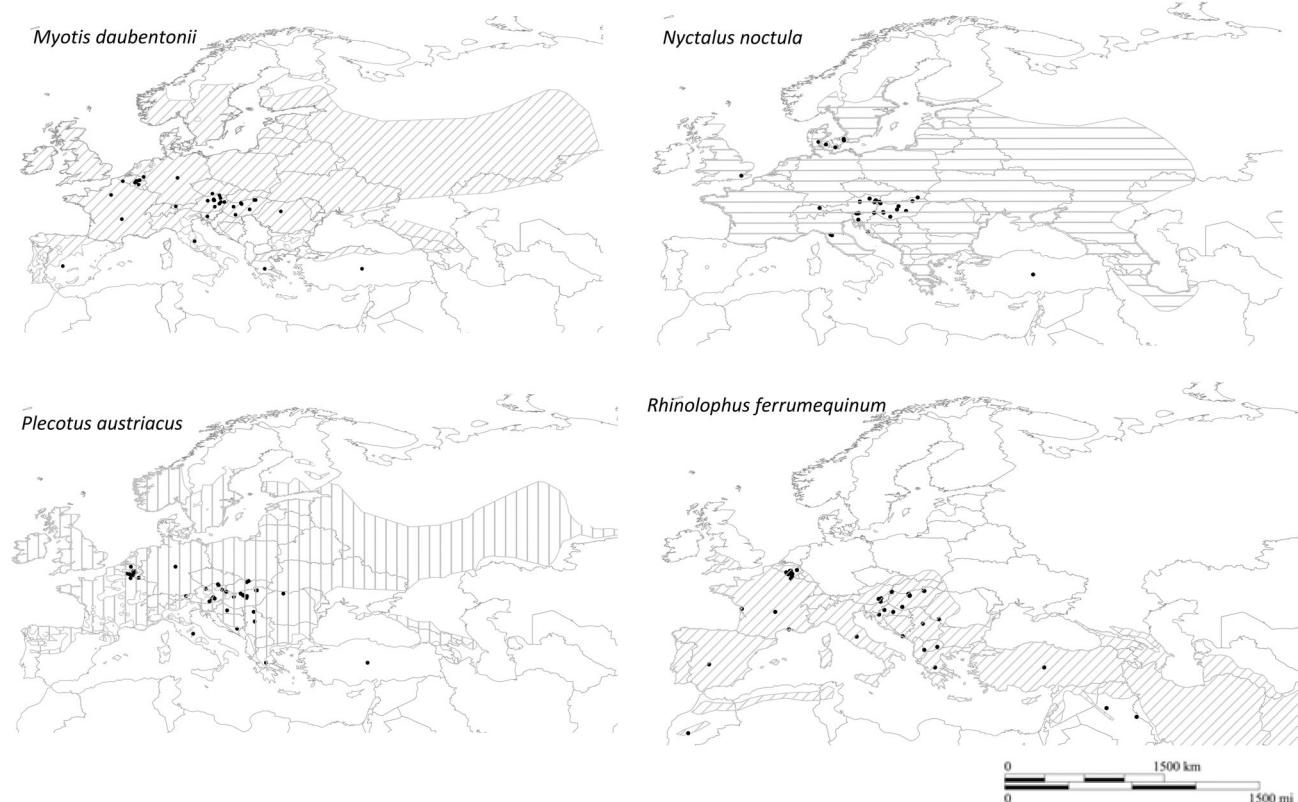 Myotis daubentonii
Nyctalus noctula
Plecotus austriacus
Rhinolophus ferrumequinum
0 1500 km
0 1500 mi